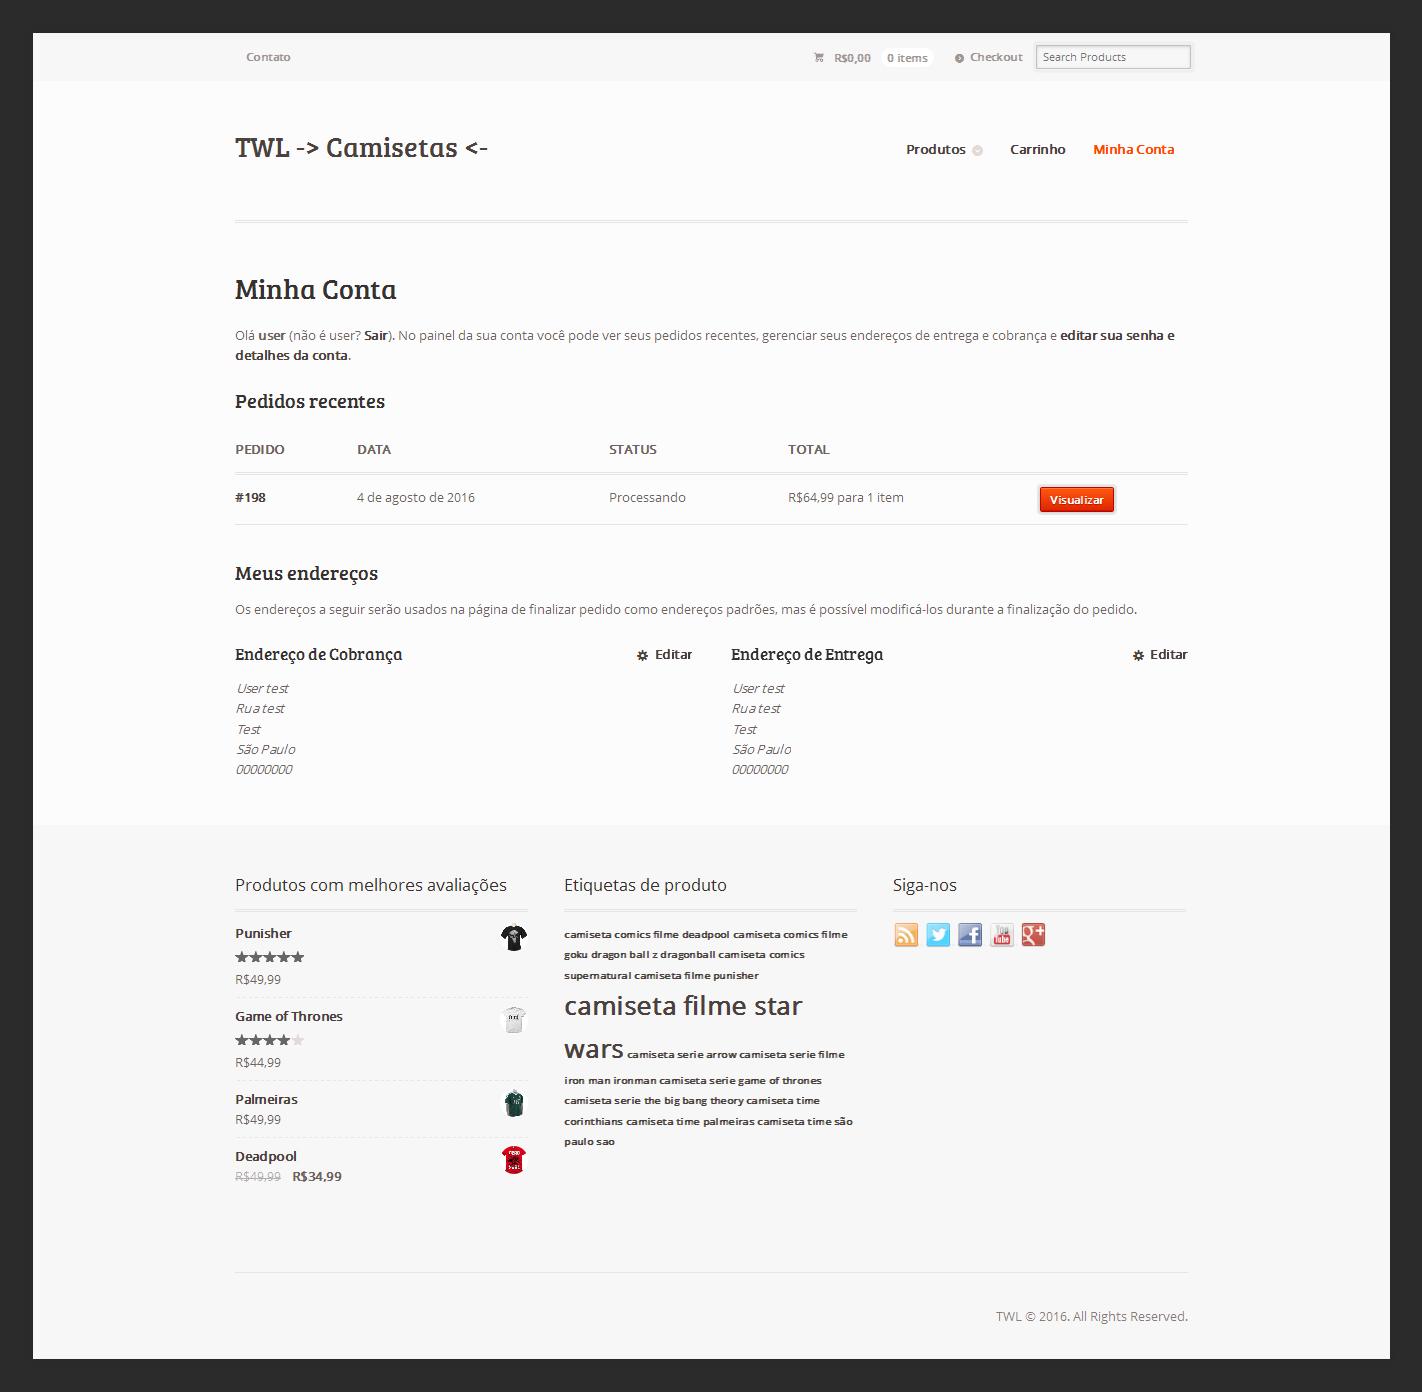 Contato
R$0,00 0 items Checkout Search Products
TWL -> Camisetas <-
Produtos Carrinho Minha Conta
Minha Conta
Olá user (não é user? Sair). No painel da sua conta você pode ver seus pedidos recentes, gerenciar seus endereços de entrega e cobrança e editar sua senha e
detalhes da conta.
Pedidos recentes
PEDIDO DATA STATUS TOTAL
#198 4 de agosto de 2016 Processando R$64,99 para 1 item Visualizar
Meus endereços
Os endereços a seguir serão usados na página de finalizar pedido como endereços padrões, mas é possível modificá-los durante a finalização do pedido.
Endereço de Cobrança Editar
User test
Rua test
Test
São Paulo
00000000
Endereço de Entrega Editar
User test
Rua test
Test
São Paulo
00000000
Produtos com melhores avaliações
Punisher
R$49,99
Game of Thrones
R$44,99
Palmeiras
R$49,99
Deadpool
R$49,99 R$34,99
Etiquetas de produto
camiseta comics filme deadpool camiseta comics filme
goku dragon ball z dragonball camiseta comics
supernatural camiseta filme punisher
camiseta filme star
wars camiseta serie arrow camiseta serie filme
iron man ironman camiseta serie game of thrones
camiseta serie the big bang theory camiseta time
corinthians camiseta time palmeiras camiseta time são
paulo sao
Siga-nos
You Tube
TWL © 2016. All Rights Reserved.